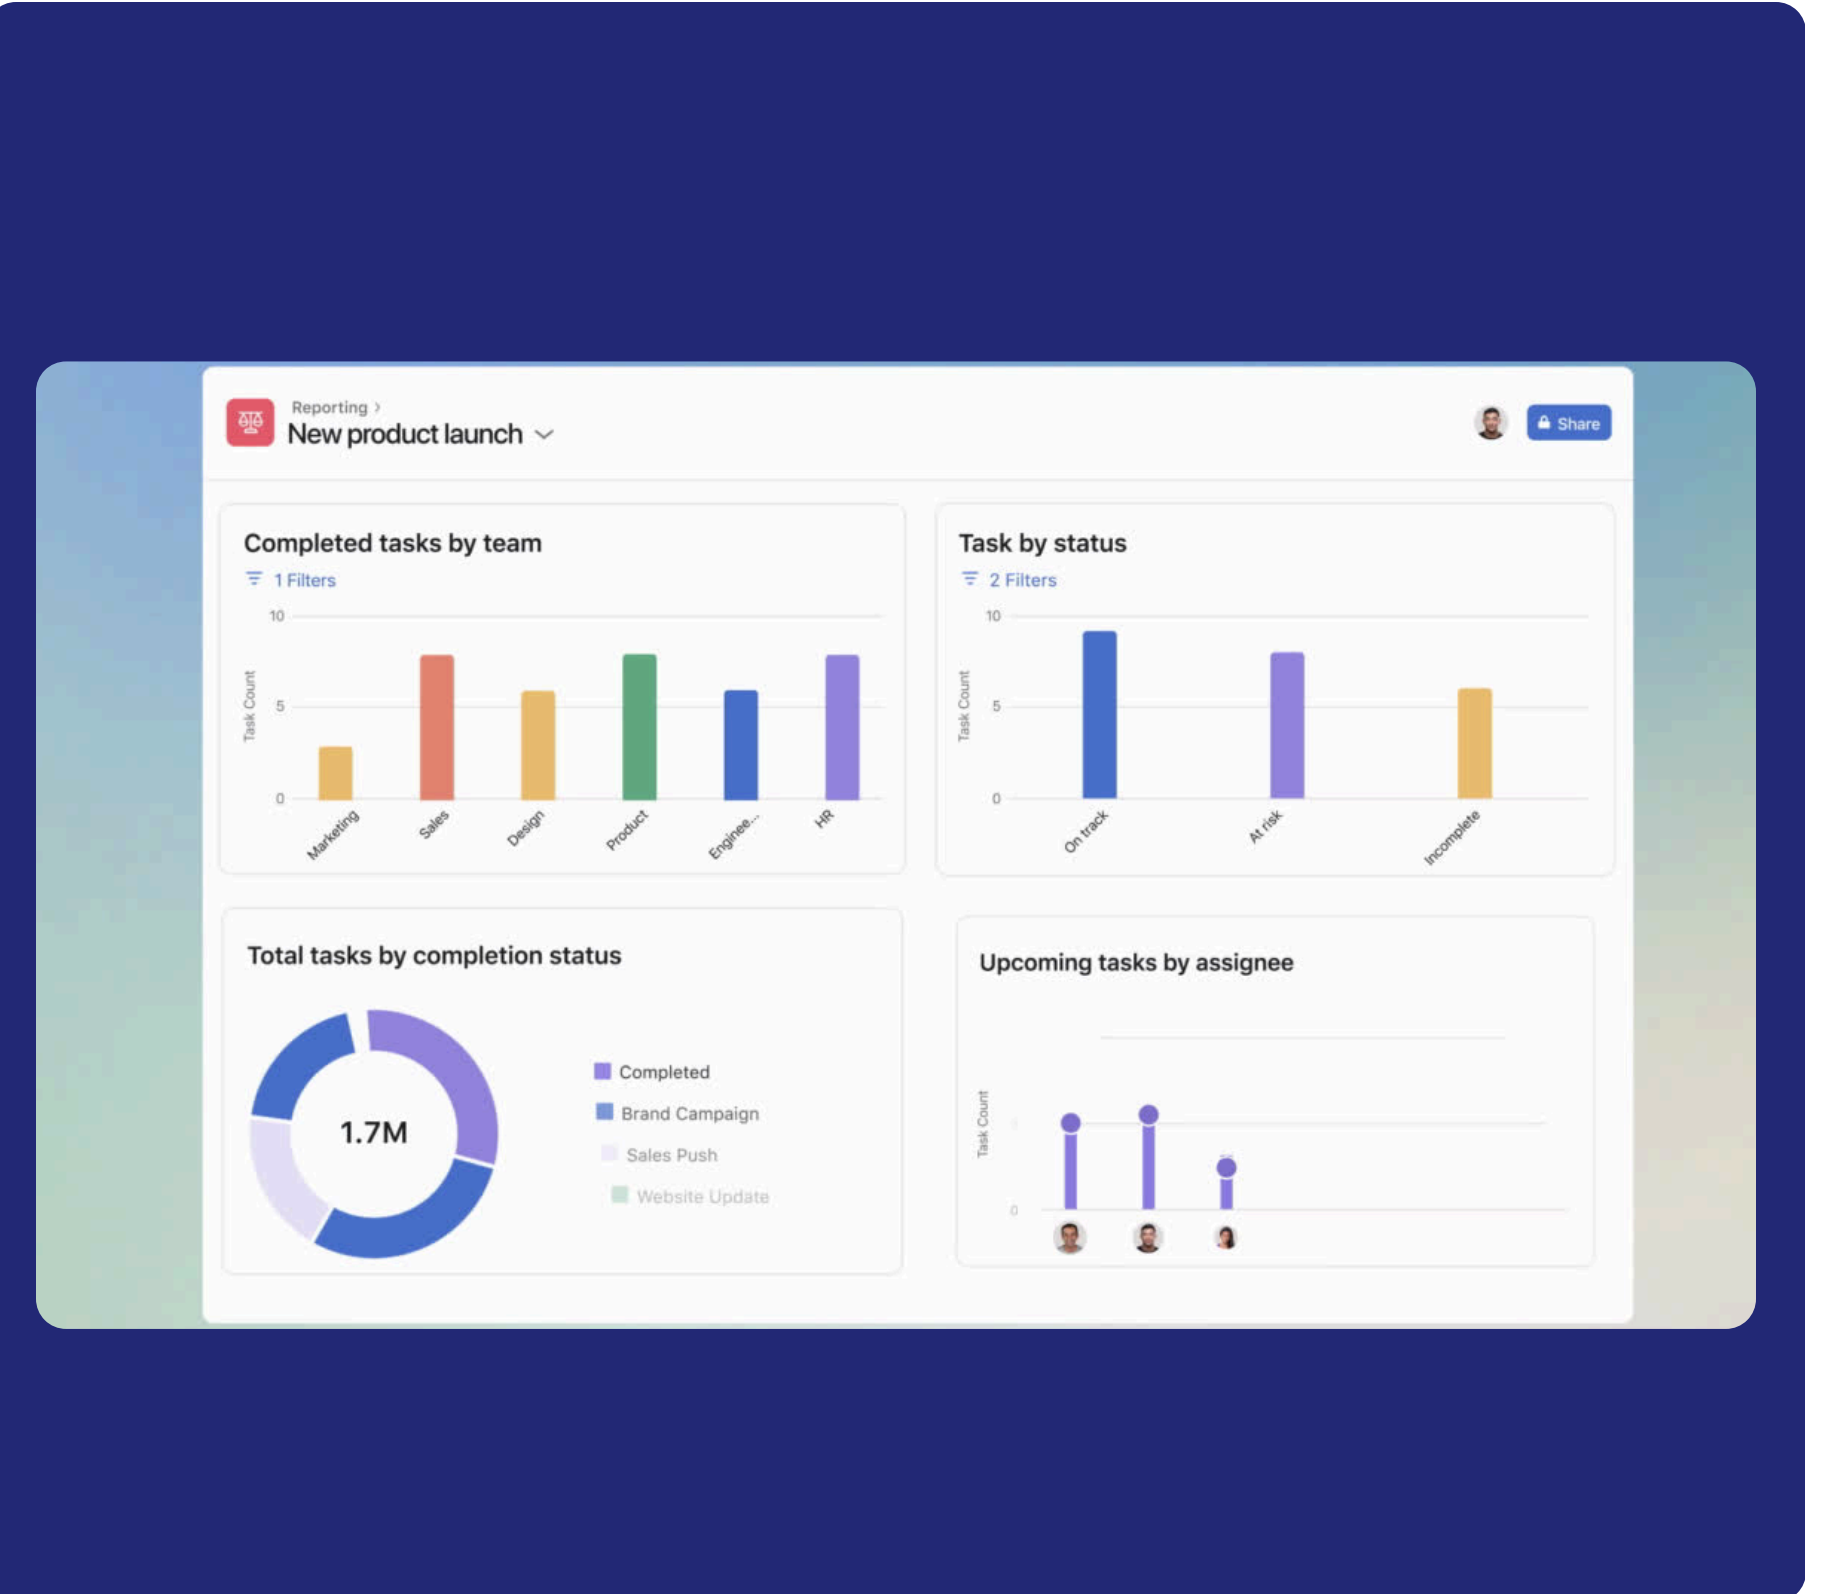 Reporting >
New product launch
Share
Completed tasks by team
1 Filters
10
5
0
Task Count
Marketing
Sales
Design
Product
Enginee...
HR
Task by status
2 Filters
10
5
0
Task Count
On track
At risk
Incomplete
Total tasks by completion status
1.7M
Completed
Brand Campaign
Sales Push
Website Update
Upcoming tasks by assignee
Task Count
0